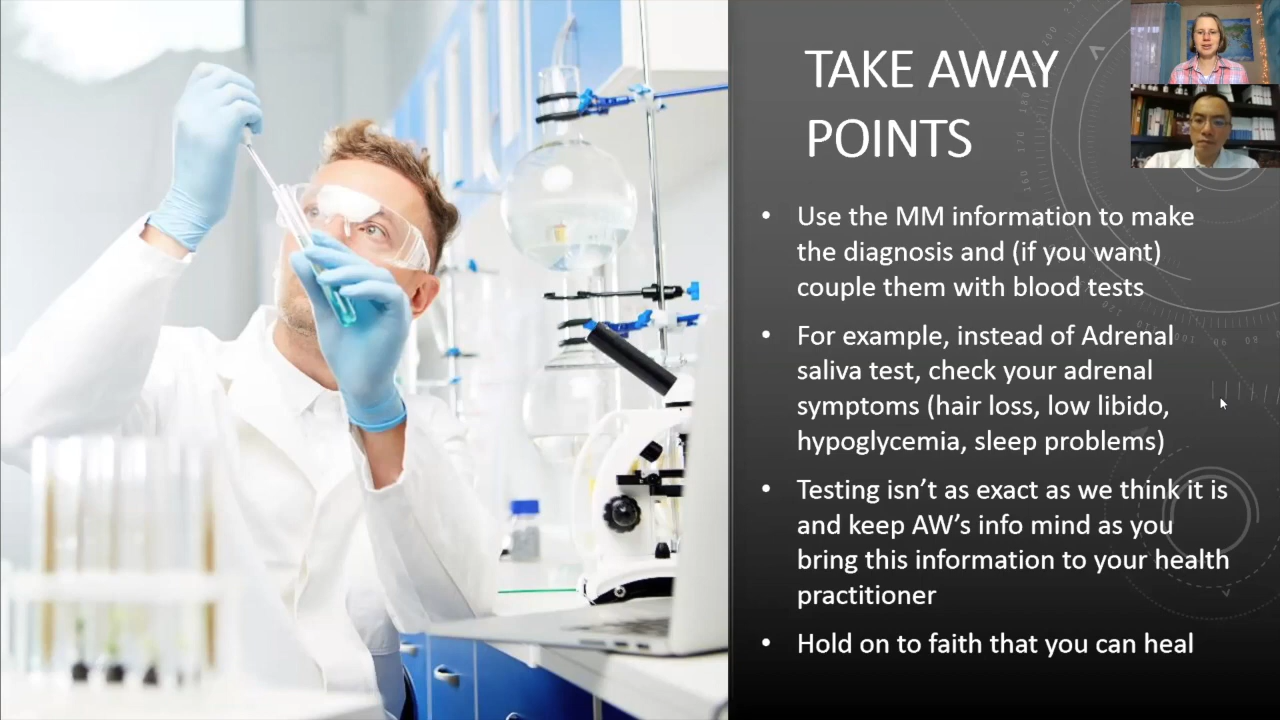 TAKE AWAY
POINTS
• Use the MM information to make
the diagnosis and (if you want)
couple them with blood tests
• For example, instead of Adrenal
saliva test, check your adrenal
symptoms (hair loss, low libido,
hypoglycemia, sleep problems)
• Testing isn't as exact as we think it is
and keep AW's info mind as you
bring this information to your health
practitioner
• Hold on to faith that you can heal